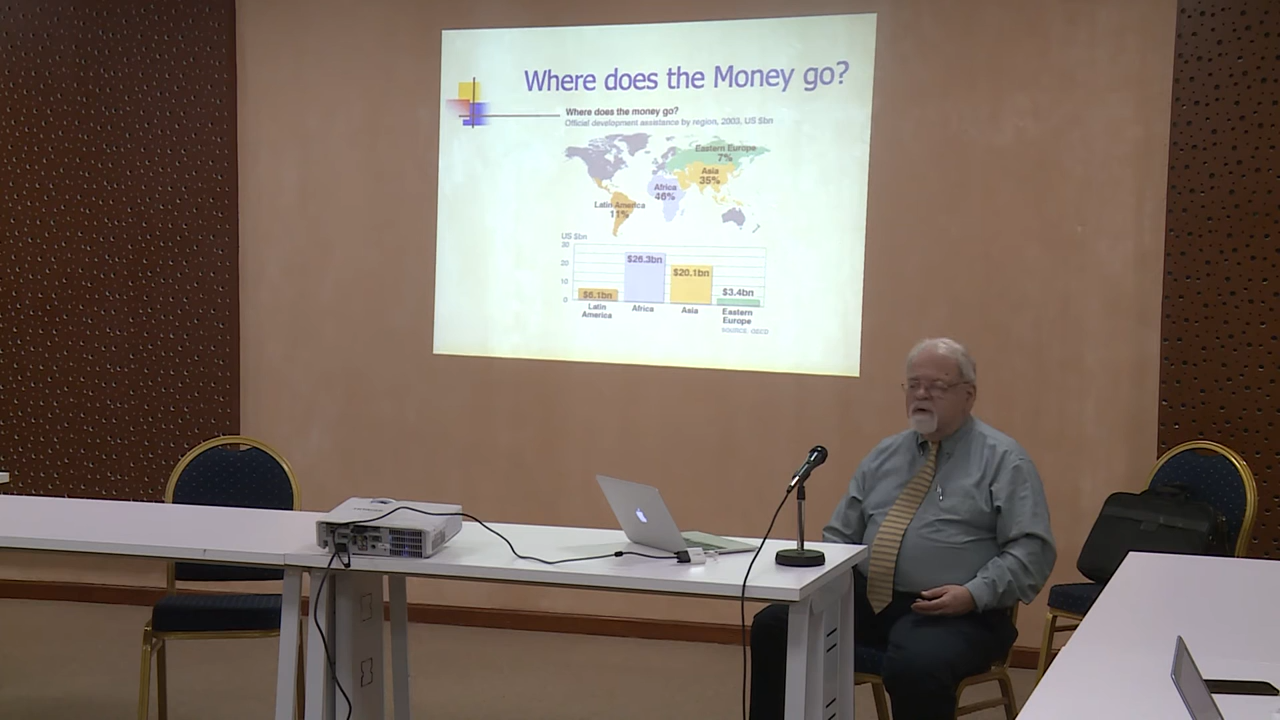 Where does the Money go?
Where does the money go?
Official development assistance by region, 2003, US $bn
Eastern Europe
7%
Asia
35%
Africa
46%
Latin America
11%
US $bn
30
20
10
0
$6.1bn
$26.3bn
$20.1bn
$3.4bn
Latin
America
Africa
Asia
Eastern
Europe
SOURCE: OECD